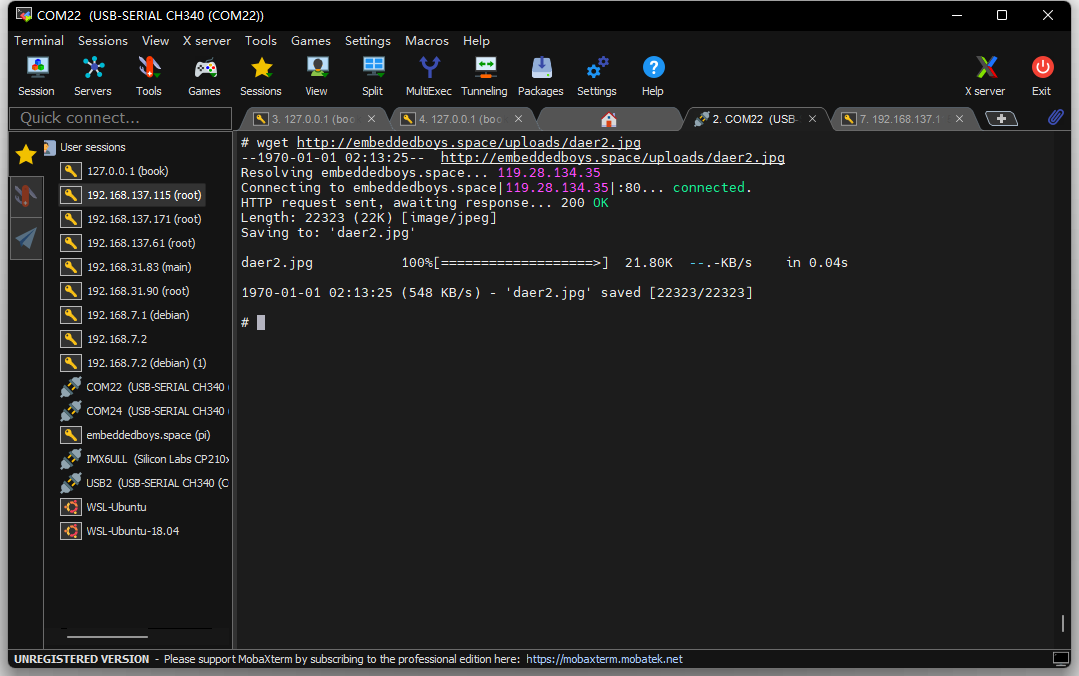 COM22 (USB-SERIAL CH340 (COM22))
Terminal Sessions View X server Tools Games Settings Macros Help
Session Servers Tools Games Sessions View Split MultiExec Tunneling Packages Settings Help X server Exit
Quick connect...
3. 127.0.0.1 (boo
4. 127.0.0.1 (boo
2. COM22 (USB-
7. 192.168.137.1
User sessions
127.0.0.1 (book)
192.168.137.115 (root)
192.168.137.171 (root)
192.168.137.61 (root)
192.168.31.83 (main)
192.168.31.90 (root)
192.168.7.1 (debian)
192.168.7.2
192.168.7.2 (debian) (1)
COM22 (USB-SERIAL CH340 (
COM24 (USB-SERIAL CH340 (
embeddedboys.space (pi)
IMX6ULL (Silicon Labs CP210x
USB2 (USB-SERIAL CH340 (C
WSL-Ubuntu
WSL-Ubuntu-18.04
# wget http://embeddedboys.space/uploads/daer2.jpg
--1970-01-01 02:13:25-- http://embeddedboys.space/uploads/daer2.jpg
Resolving embeddedboys.space... 119.28.134.35
Connecting to embeddedboys.space|119.28.134.35|:80... connected.
HTTP request sent, awaiting response... 200 OK
Length: 22323 (22K) [image/jpeg]
Saving to: 'daer2.jpg'
daer2.jpg 100%[===================>] 21.80K --.-KB/s in 0.04s
1970-01-01 02:13:25 (548 KB/s) - 'daer2.jpg' saved [22323/22323]
#
UNREGISTERED VERSION - Please support MobaXterm by subscribing to the professional edition here: https://mobaxterm.mobatek.net